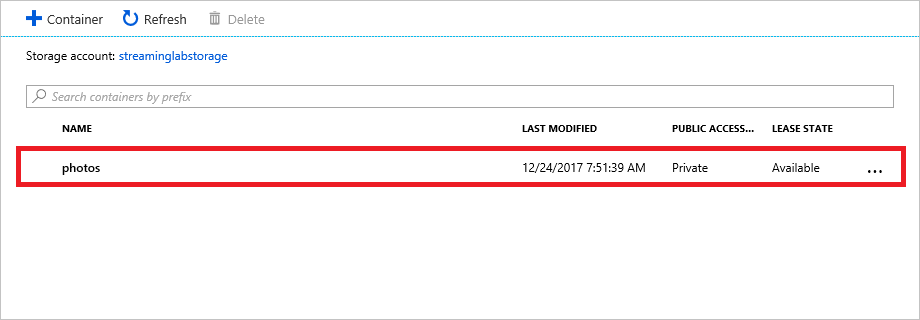 Container Refresh Delete
Storage account: streaminglabstorage
Search containers by prefix
NAME LAST MODIFIED PUBLIC ACCESS... LEASE STATE
photos 12/24/2017 7:51:39 AM Private Available ...